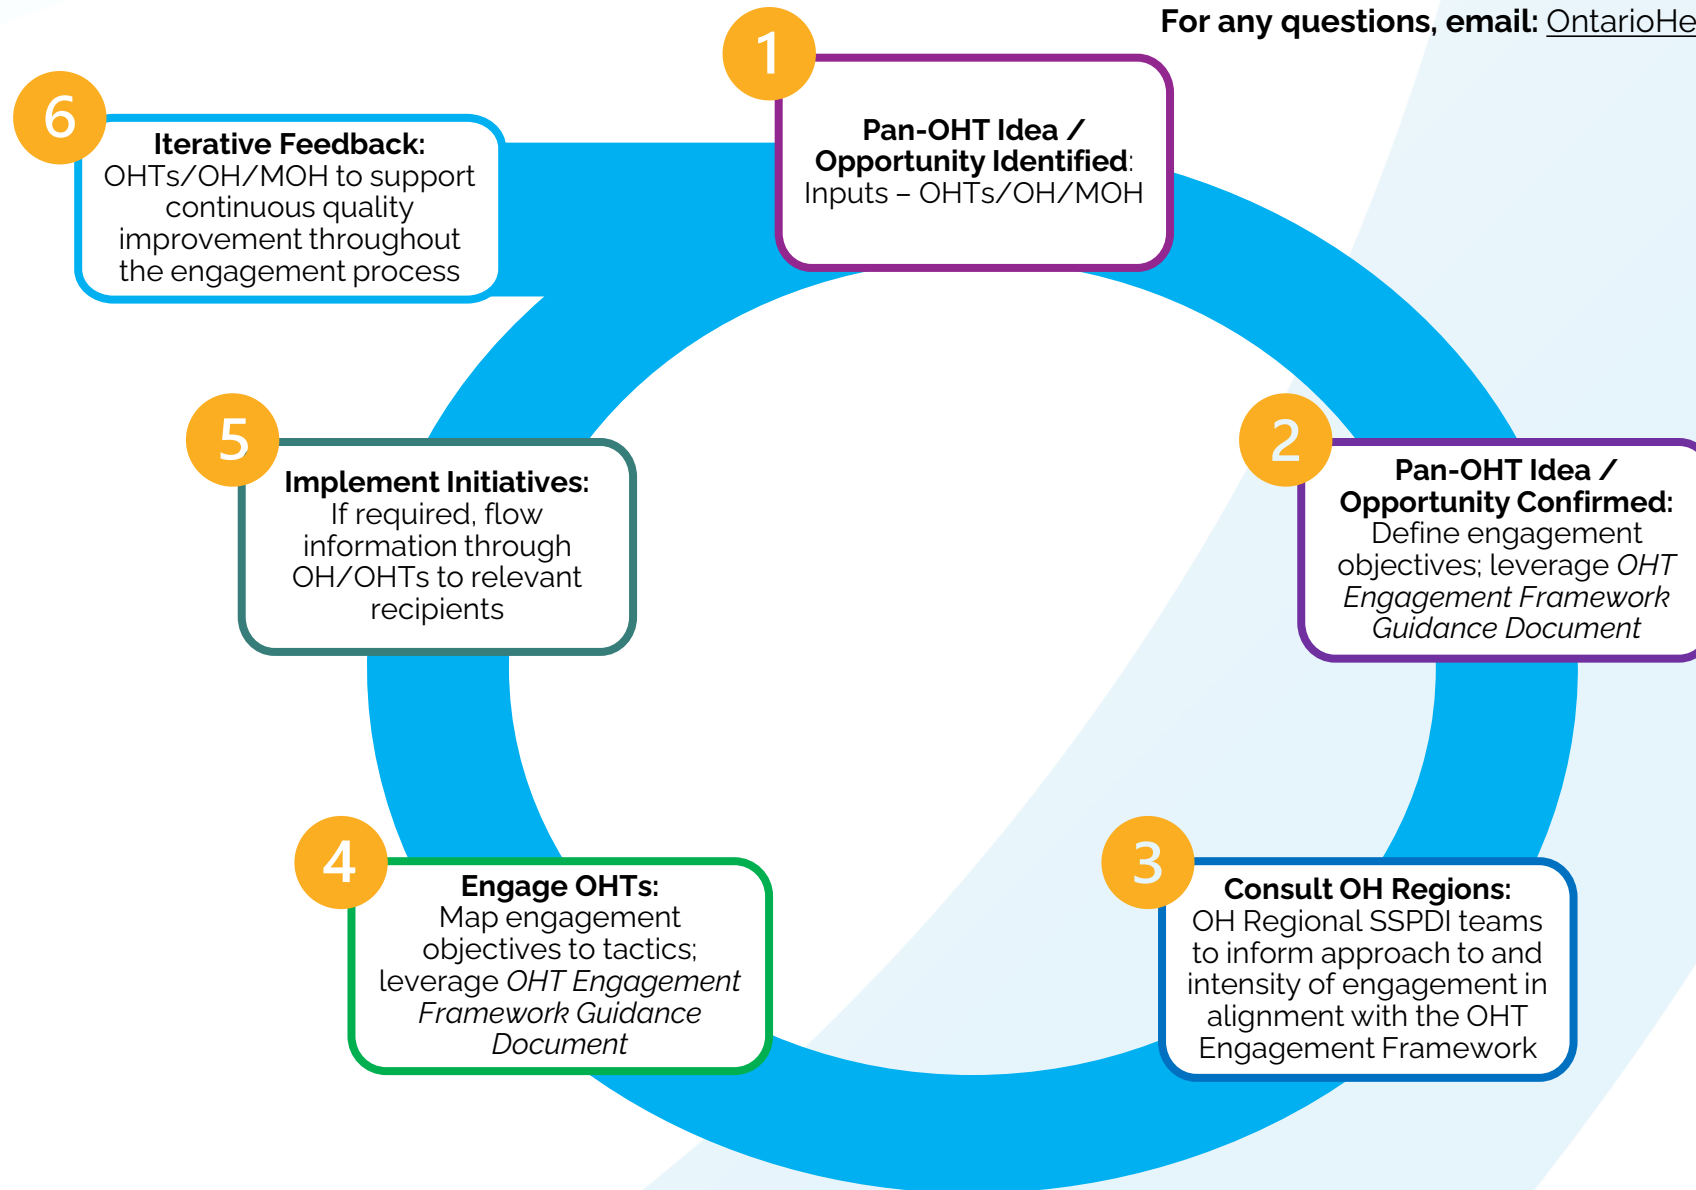 For any questions, email: OntarioHe
1
Pan-OHT Idea /
Opportunity Identified:
Inputs – OHTs/OH/MOH
2
Pan-OHT Idea /
Opportunity Confirmed:
Define engagement
objectives; leverage OHT
Engagement Framework
Guidance Document
3
Consult OH Regions:
OH Regional SSPDI teams
to inform approach to and
intensity of engagement in
alignment with the OHT
Engagement Framework
4
Engage OHTs:
Map engagement
objectives to tactics;
leverage OHT Engagement
Framework Guidance
Document
5
Implement Initiatives:
If required, flow
information through
OH/OHTs to relevant
recipients
6
Iterative Feedback:
OHTs/OH/MOH to support
continuous quality
improvement throughout
the engagement process